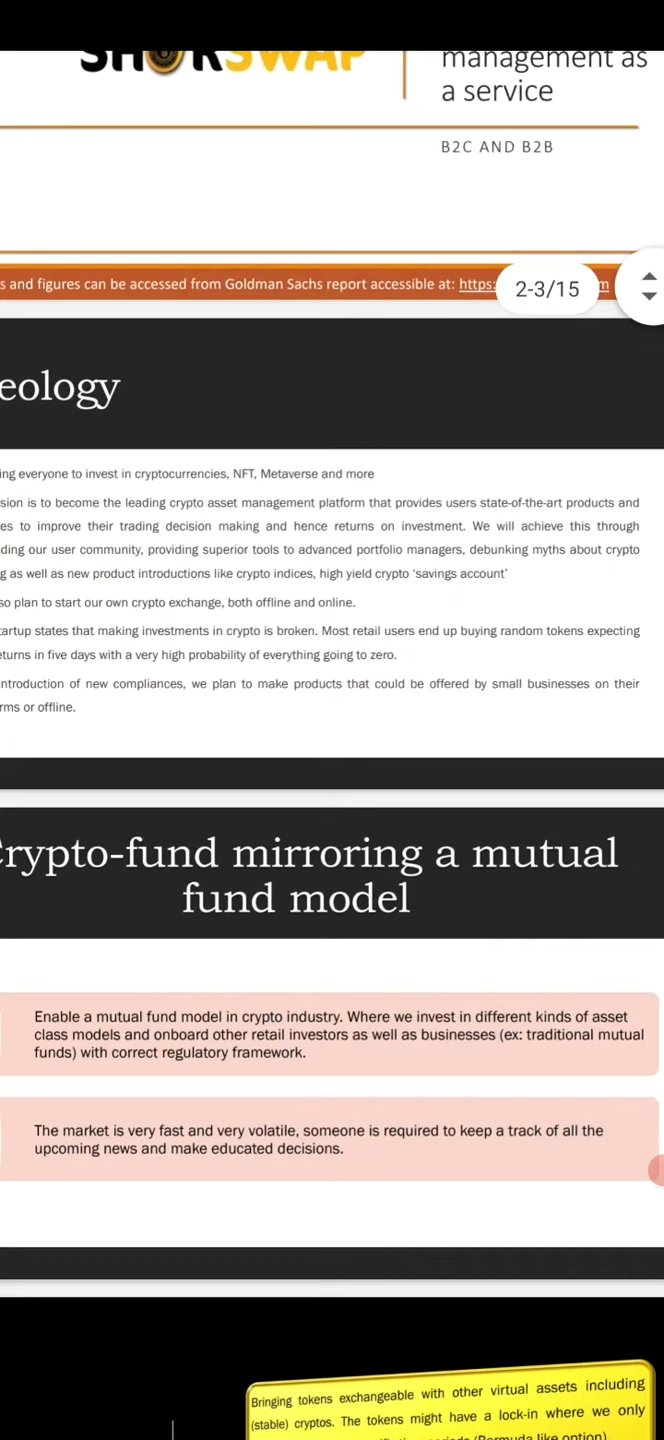 SHORSWAP
management as
a service
B2C AND B2B
s and figures can be accessed from Goldman Sachs report accessible at: https: m
2-3/15
eology
ing everyone to invest in cryptocurrencies, NFT, Metaverse and more
sion is to become the leading crypto asset management platform that provides users state-of-the-art products and
es to improve their trading decision making and hence returns on investment. We will achieve this through
ding our user community, providing superior tools to advanced portfolio managers, debunking myths about crypto
g as well as new product introductions like crypto indices, high yield crypto ‘savings account’
so plan to start our own crypto exchange, both offline and online.
tartup states that making investments in crypto is broken. Most retail users end up buying random tokens expecting
eturns in five days with a very high probability of everything going to zero.
introduction of new compliances, we plan to make products that could be offered by small businesses on their
rms or offline.
Crypto-fund mirroring a mutual
fund model
Enable a mutual fund model in crypto industry. Where we invest in different kinds of asset
class models and onboard other retail investors as well as businesses (ex: traditional mutual
funds) with correct regulatory framework.
The market is very fast and very volatile, someone is required to keep a track of all the
upcoming news and make educated decisions.
Bringing tokens exchangeable with other virtual assets including
(stable) cryptos. The tokens might have a lock-in where we only
(Bermuda like option)